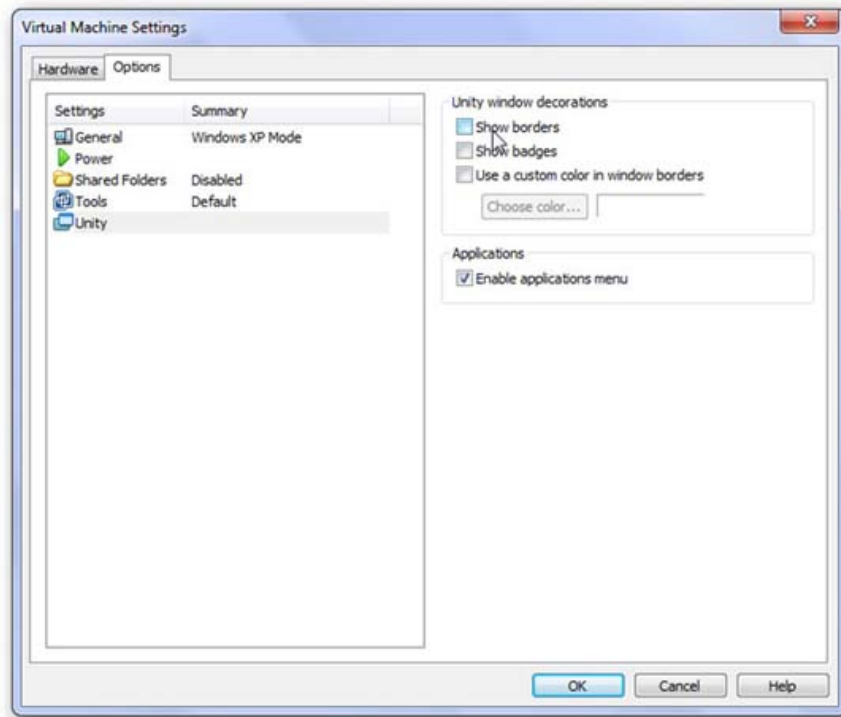 Virtual Machine Settings
Hardware Options
Settings Summary
General Windows XP Mode
Power
Shared Folders Disabled
Tools Default
Unity
Unity window decorations
Show borders
Show badges
Use a custom color in window borders
Choose color...
Applications
Enable applications menu
OK Cancel Help